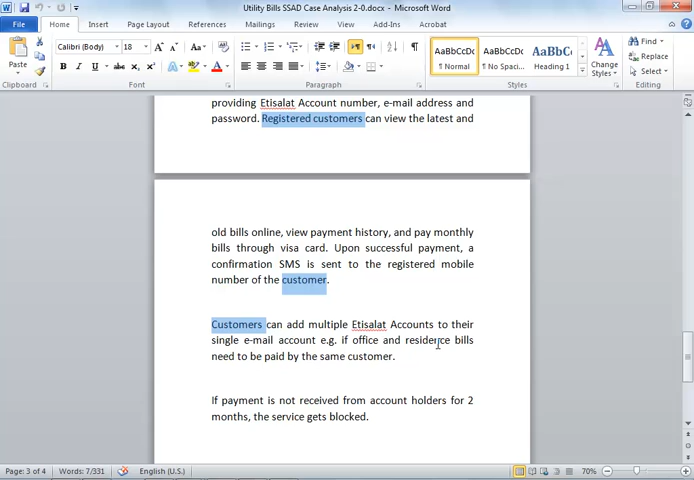 Utility Bills SSAD Case Analysis 2-0.docx - Microsoft Word
File Home Insert Page Layout References Mailings Review View Add-Ins Acrobat
Paste
Calibri (Body) 18
AaBbCcDc AaBbCcDc AaBbCc
¶ Normal ¶ No Spaci... Heading 1
Change Styles
Find
Replace
Select
Clipboard Font Paragraph Styles Editing
providing Etisalat Account number, e-mail address and
password. Registered customers can view the latest and
old bills online, view payment history, and pay monthly
bills through visa card. Upon successful payment, a
confirmation SMS is sent to the registered mobile
number of the customer.
Customers can add multiple Etisalat Accounts to their
single e-mail account e.g. if office and residence bills
need to be paid by the same customer.
If payment is not received from account holders for 2
months, the service gets blocked.
Page: 3 of 4 Words: 7/331 English (U.S.) 70%